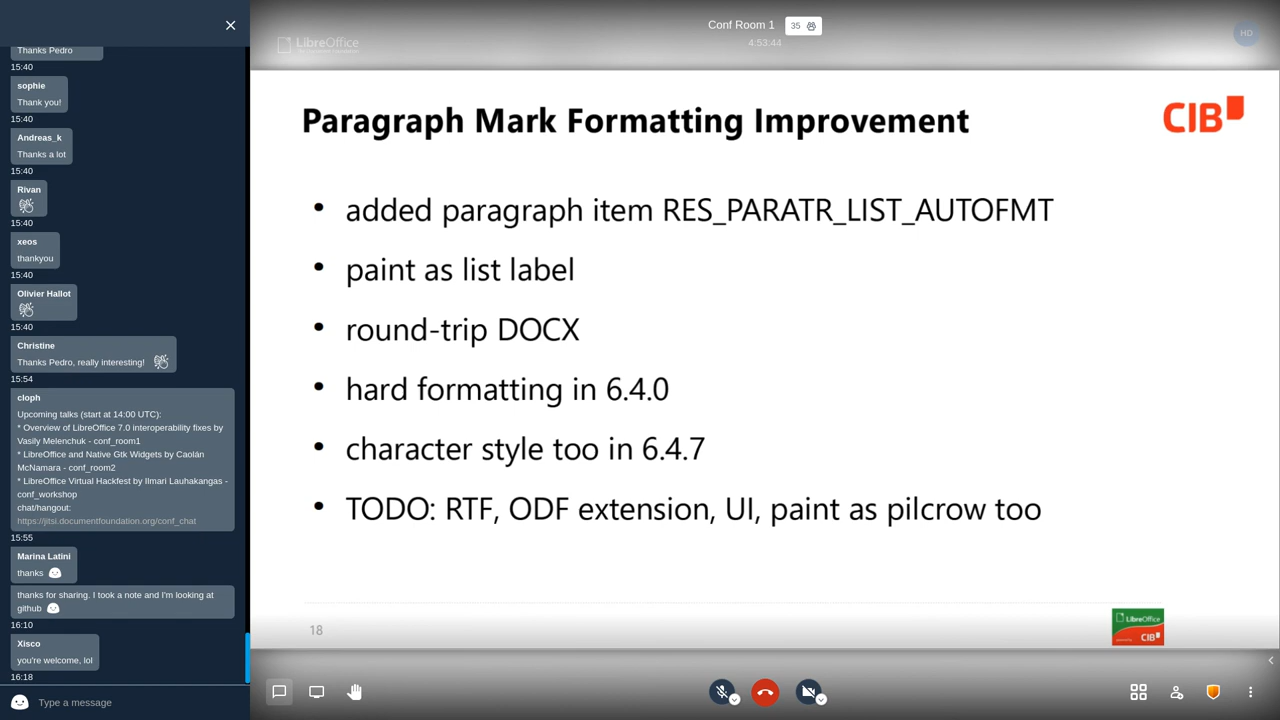 Thanks Pedro
15:40
sophie
Thank you!
15:40
Andreas_k
Thanks a lot
15:40
Rivan
15:40
xeos
thankyou
15:40
Olivier Hallot
15:40
Christine
Thanks Pedro, really interesting!
15:54
cloph
Upcoming talks (start at 14:00 UTC):
* Overview of LibreOffice 7.0 interoperability fixes by
Vasily Melenchuk - conf_room1
* LibreOffice and Native Gtk Widgets by Caolán
McNamara - conf_room2
* LibreOffice Virtual Hackfest by Ilmari Lauhakangas -
conf_workshop
chat/hangout:
https://jitsi.documentfoundation.org/conf_chat
15:55
Marina Latini
thanks
thanks for sharing. I took a note and I'm looking at
github
16:10
Xisco
you're welcome, lol
16:18
Type a message
Conf Room 1
35
4:53:44
HD
LibreOffice
Paragraph Mark Formatting Improvement
CIB
• added paragraph item RES_PARATR_LIST_AUTOFMT
• paint as list label
• round-trip DOCX
• hard formatting in 6.4.0
• character style too in 6.4.7
• TODO: RTF, ODF extension, UI, paint as pilcrow too
18
LibreOffice
powered by CIB